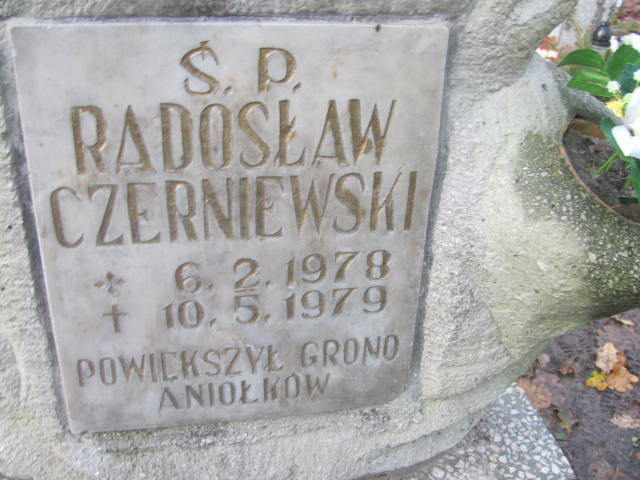 Ś. P.
RADOSŁAW
CZERNIEWSKI
6. 2. 1978
† 10. 5. 1979
POWIĘKSZYŁ GRONO
ANIOŁKÓW